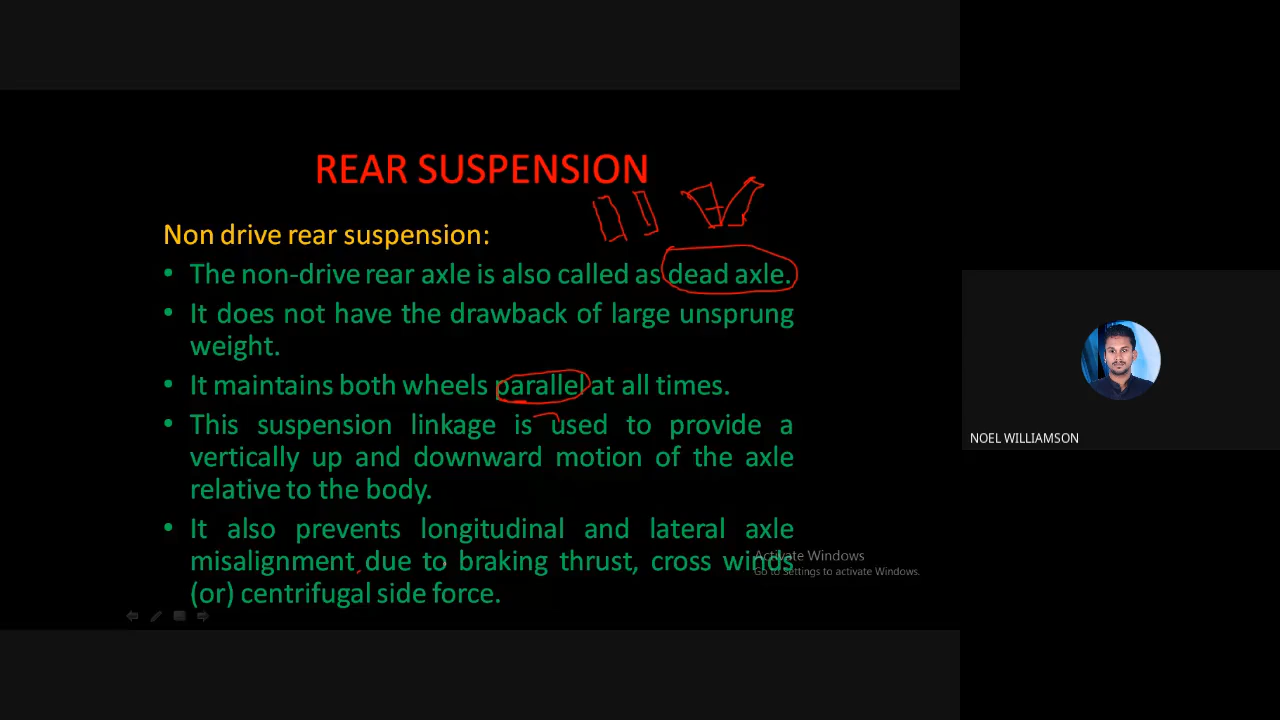 REAR SUSPENSION
Non drive rear suspension:
• The non-drive rear axle is also called as dead axle.
• It does not have the drawback of large unsprung
weight.
• It maintains both wheels parallel at all times.
• This suspension linkage is used to provide a
vertically up and downward motion of the axle
relative to the body.
• It also prevents longitudinal and lateral axle
misalignment due to braking thrust, cross winds
(or) centrifugal side force.
Activate Windows
Go to Settings to activate Windows.
NOEL WILLIAMSON